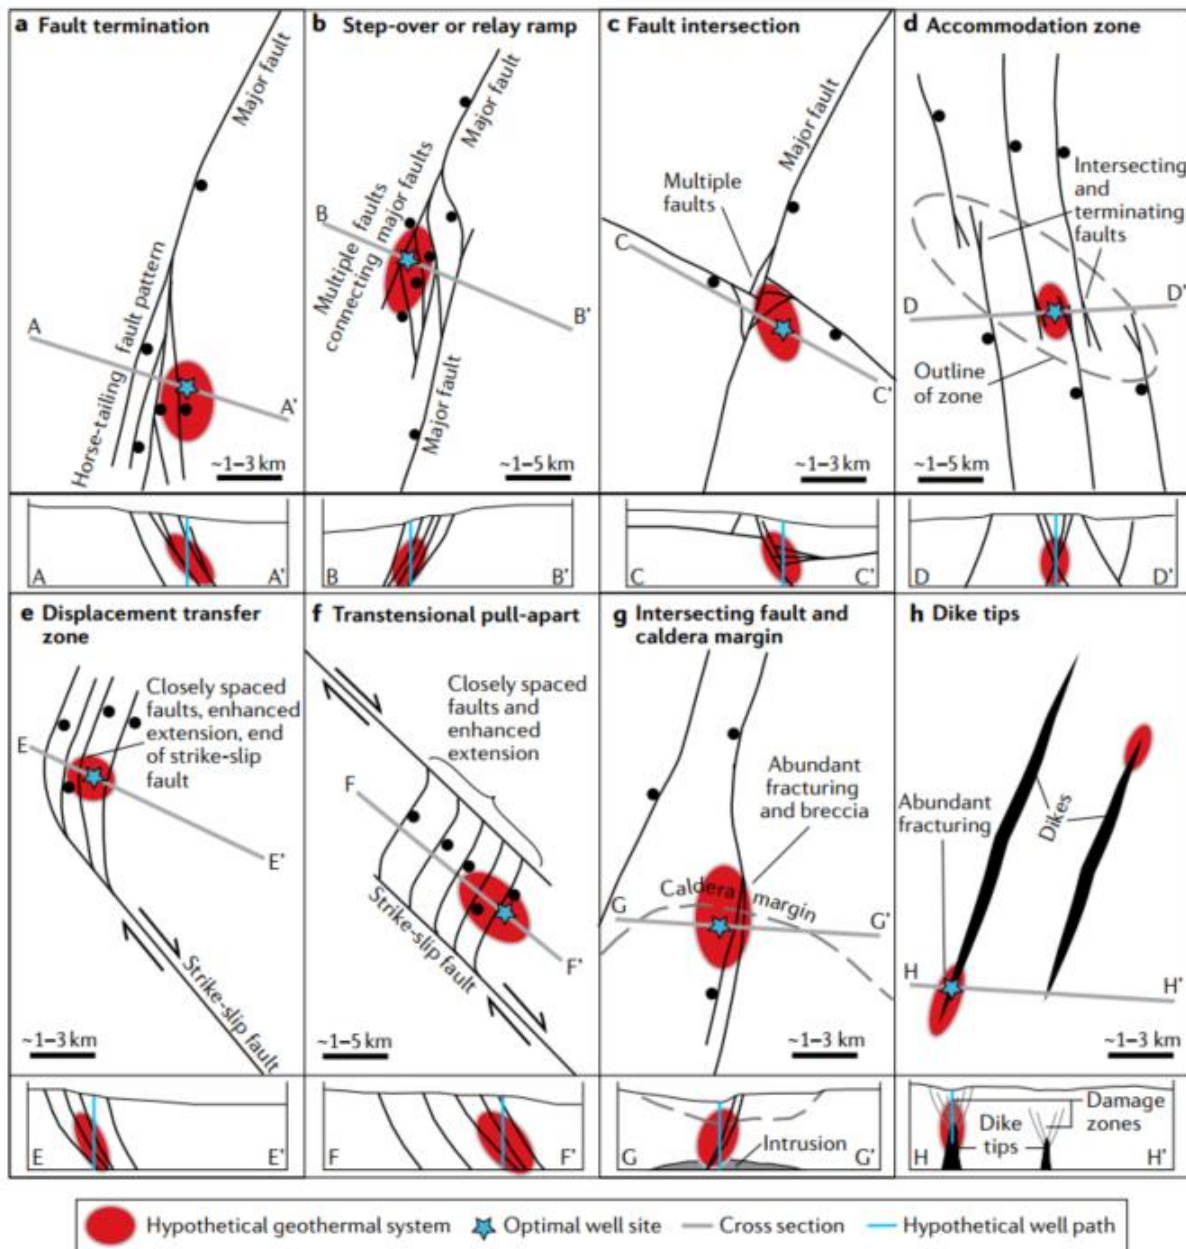 a Fault termination
Major fault
Horse-tailing fault pattern
A
A'
~1–3 km
A
A'
b Step-over or relay ramp
Major fault
Multiple faults
connecting major faults
B
B'
Major fault
~1–5 km
B
B'
c Fault intersection
Major fault
Multiple
faults
C
C'
~1–3 km
C
C'
d Accommodation zone
Intersecting
and
terminating
faults
D
D'
Outline
of zone
~1–5 km
D
D'
e Displacement transfer
zone
Closely spaced
faults, enhanced
extension, end
of strike-slip
fault
E
E'
Strike-slip fault
~1–3 km
E
E'
f Transtensional pull-apart
Closely spaced
faults and
enhanced
extension
F
F'
Strike-slip fault
~1–5 km
F
F'
g Intersecting fault and
caldera margin
Abundant
fracturing
and breccia
Caldera margin
G
G'
~1–3 km
Intrusion
G
G'
h Dike tips
Dikes
Abundant
fracturing
H
H'
~1–3 km
Damage
zones
Dike
tips
H
H'
Hypothetical geothermal system
Optimal well site
Cross section
Hypothetical well path